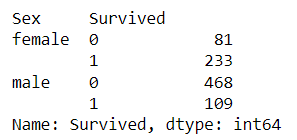 Sex     Survived
female  0            81
        1           233
male    0           468
        1           109
Name: Survived, dtype: int64